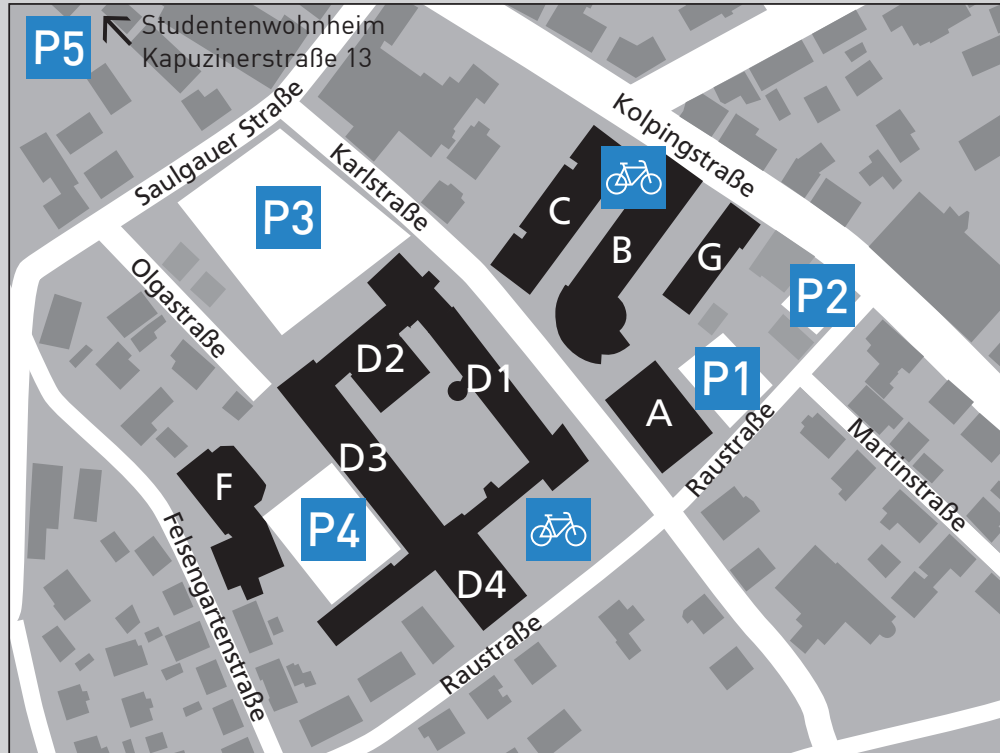 P5
Studentenwohnheim
Kapuzinerstraße 13
Saulgauer Straße
Karlstraße
Kolpingstraße
P3
C
B
G
Olgastraße
P2
D2
D1
P1
A
Raustraße
Martinstraße
D3
F
P4
Felsengartenstraße
D4
Raustraße